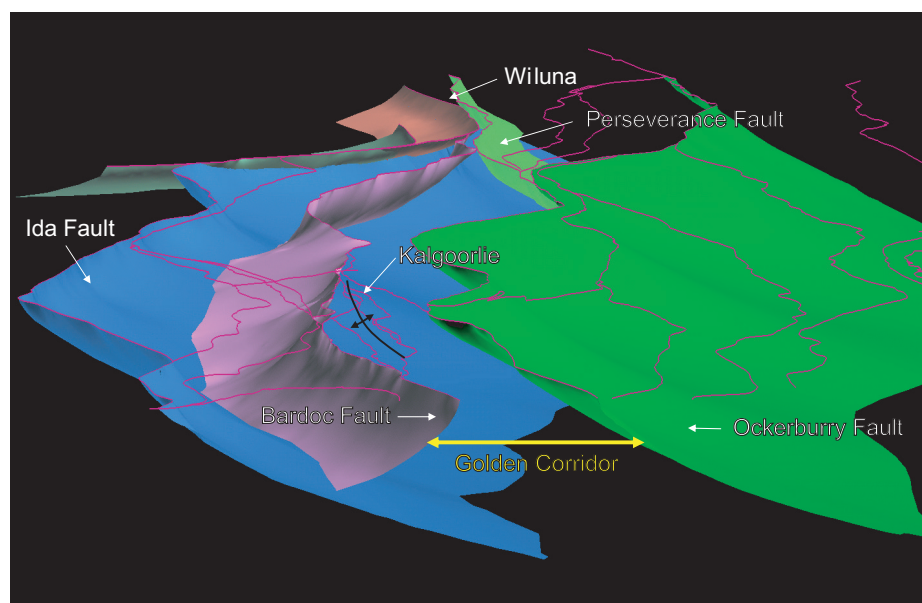 Wiluna
Perseverance Fault
Ida Fault
Kalgoorlie
Bardoc Fault
Ockerburry Fault
Golden Corridor